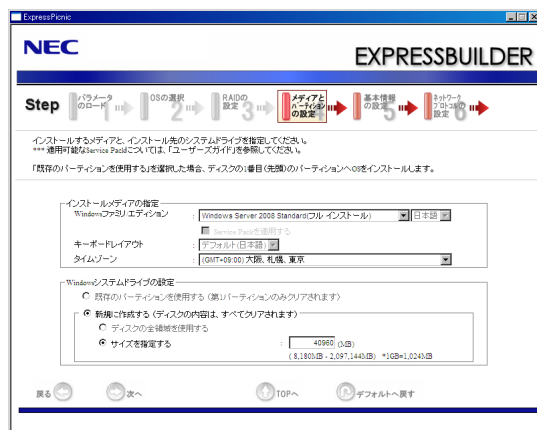 ExpressPicnic
NEC
EXPRESSBUILDER
Step
パラメータのロード 1
OSの選択 2
RAIDの設定 3
メディアとパーティションの設定 4
基本情報の設定 5
ネットワークプロトコルの設定 6
インストールするメディアと、インストール先のシステムドライブを指定してください。
*** 適用可能なService Packについては、「ユーザーズガイド」を参照してください。
「既存のパーティションを使用する」を選択した場合、ディスクの1番目(先頭)のパーティションへOSをインストールします。
インストールメディアの指定
Windowsファミリ/エディション : Windows Server 2008 Standard(フル インストール) 日本語
Service Packを適用する
キーボードレイアウト : デフォルト(日本語)
タイムゾーン : (GMT+09:00) 大阪、札幌、東京
Windowsシステムドライブの設定
既存のパーティションを使用する (第1パーティションのみクリアされます)
新規に作成する (ディスクの内容は、すべてクリアされます)
ディスクの全領域を使用する
サイズを指定する : 40960 (MB)
( 8,180MB - 2,097,144MB) *1GB=1,024MB
戻る 次へ TOPへ デフォルトへ戻す